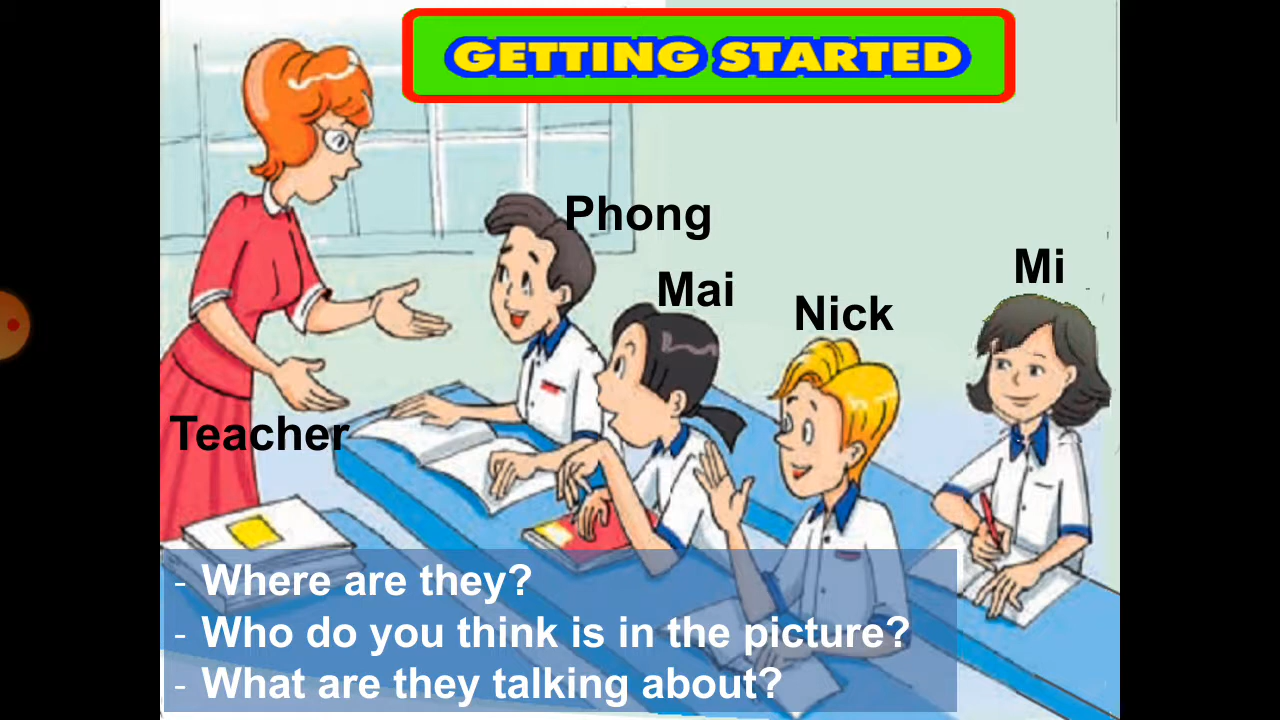 GETTING STARTED
Phong
Mai
Nick
Mi
Teacher
- Where are they?
- Who do you think is in the picture?
- What are they talking about?